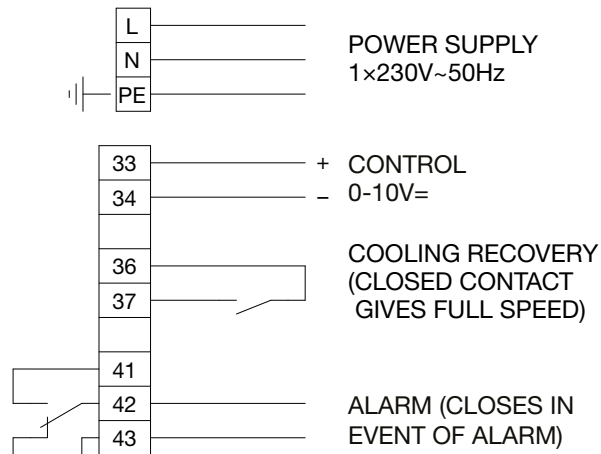 L
N
PE
POWER SUPPLY
1×230V~50Hz
33
34
+ CONTROL
– 0-10V=
36
37
COOLING RECOVERY
(CLOSED CONTACT
GIVES FULL SPEED)
41
42
43
ALARM (CLOSES IN
EVENT OF ALARM)